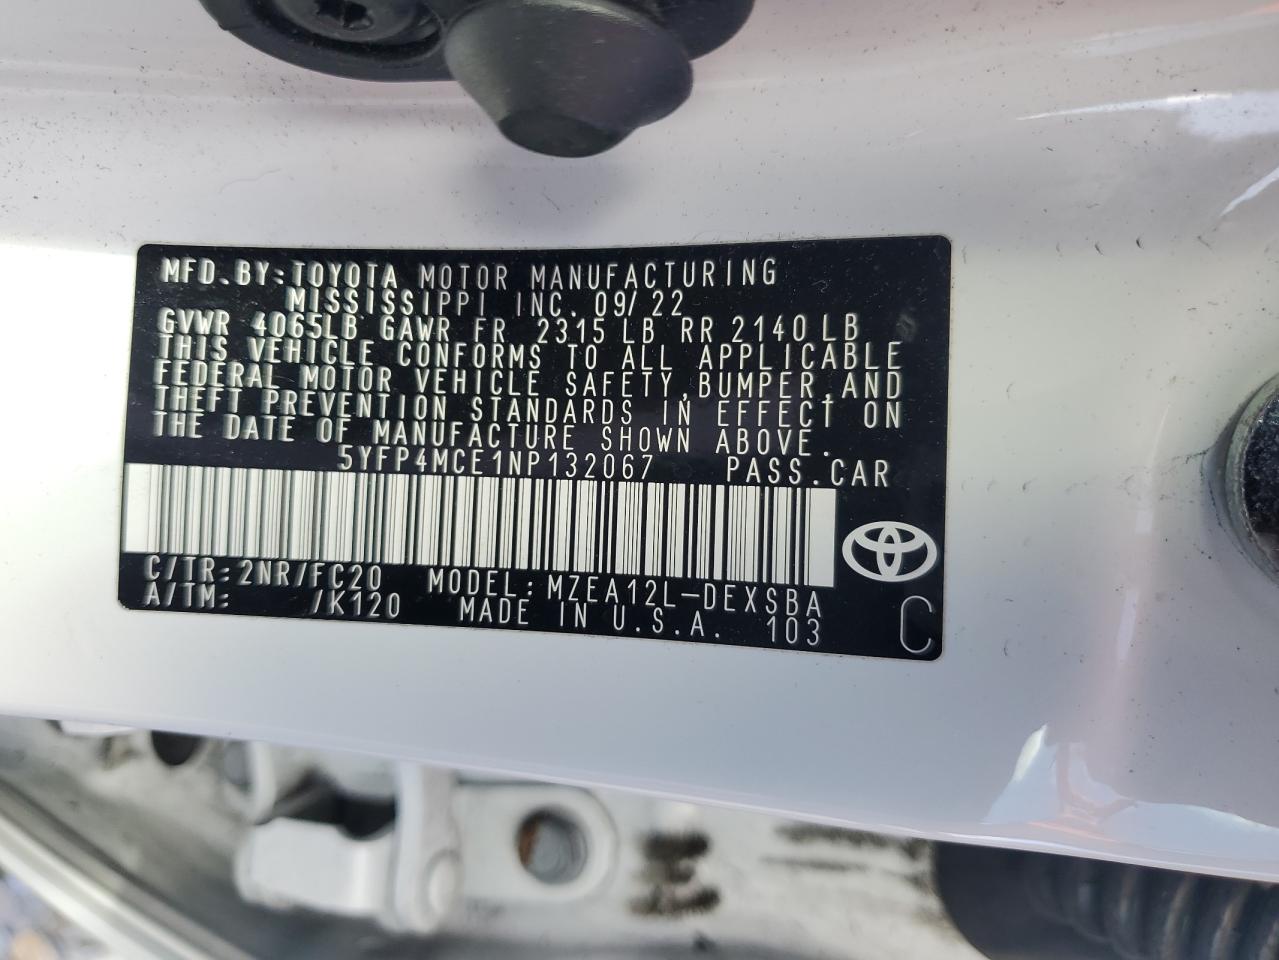 MFD.BY:TOYOTA MOTOR MANUFACTURING
MISSISSIPPI INC. 09/22
GVWR 4065LB GAWR FR 2315 LB RR 2140 LB
THIS VEHICLE CONFORMS TO ALL APPLICABLE
FEDERAL MOTOR VEHICLE SAFETY,BUMPER,AND
THEFT PREVENTION STANDARDS IN EFFECT ON
THE DATE OF MANUFACTURE SHOWN ABOVE.
5YFP4MCE1NP132067 PASS.CAR
C/TR:2NR/FC20 MODEL:MZEA12L-DEXSBA
A/TM: /K120 MADE IN U.S.A. 103
C